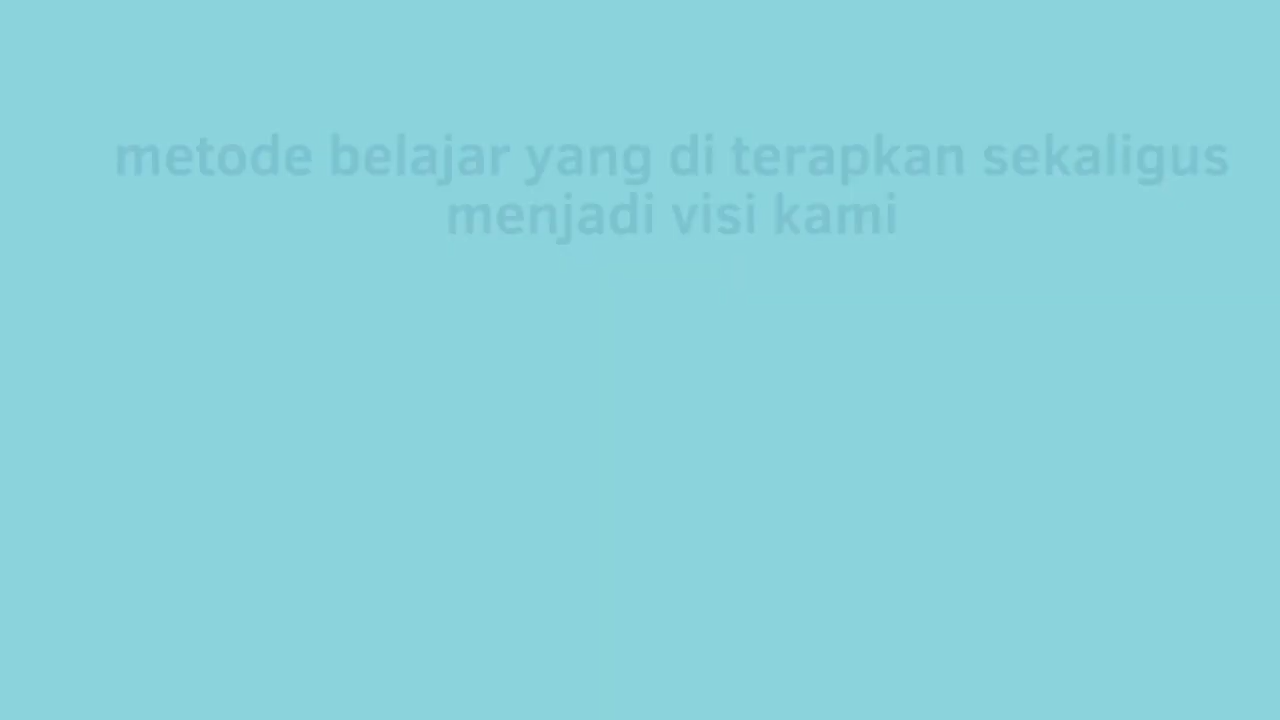 metode belajar yang di terapkan sekaligus
menjadi visi kami